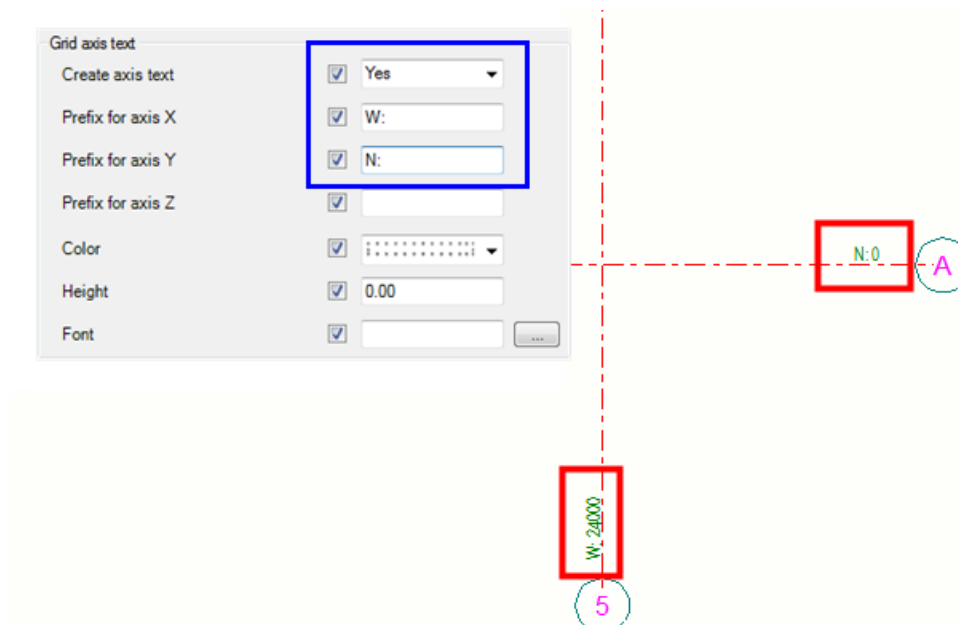 Grid axis text
Create axis text Yes
Prefix for axis X W:
Prefix for axis Y N:
Prefix for axis Z
Color
Height 0.00
Font ...
N:0
A
W: 24000
5